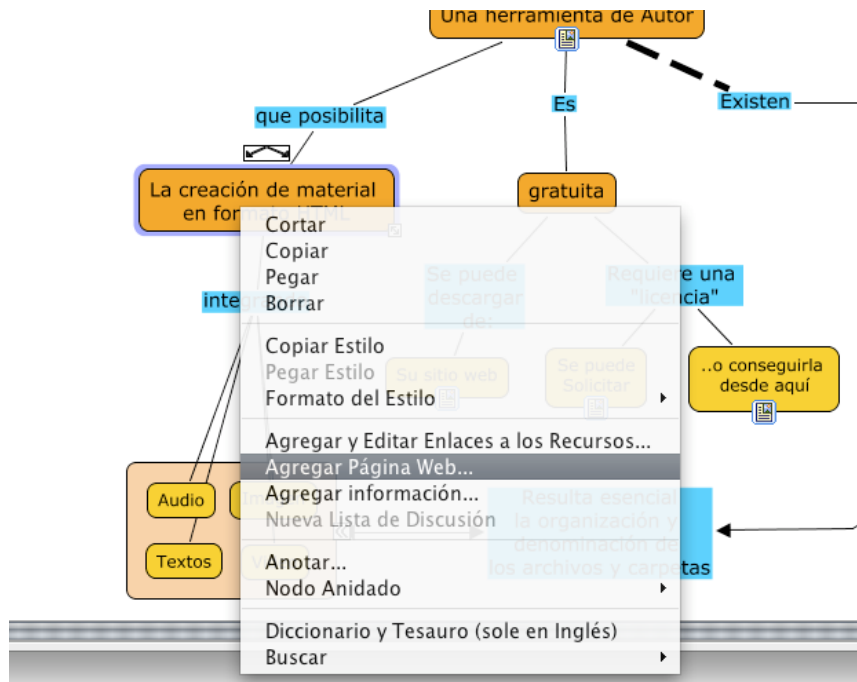 Una herramienta de Autor
que posibilita
Es
Existen
La creación de material
en formato HTML
gratuita
Cortar
Copiar
Pegar
Borrar
Copiar Estilo
Pegar Estilo
Formato del Estilo
Agregar y Editar Enlaces a los Recursos...
Agregar Página Web...
Agregar información...
Nueva Lista de Discusión
Anotar...
Nodo Anidado
Diccionario y Tesauro (sole en Inglés)
Buscar
Se puede
descargar
de:
Requiere una
"licencia"
Su sitio web
Se puede
Solicitar
..o conseguirla
desde aquí
Audio
Textos
Resulta esencial
la organización y
denominación de
los archivos y carpetas